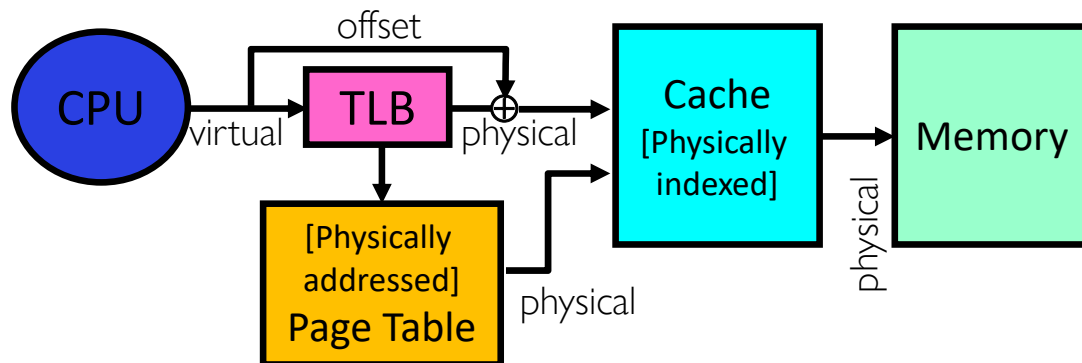 offset
CPU
virtual
TLB
physical
Cache
[Physically
indexed]
physical
Memory
[Physically
addressed]
Page Table
physical